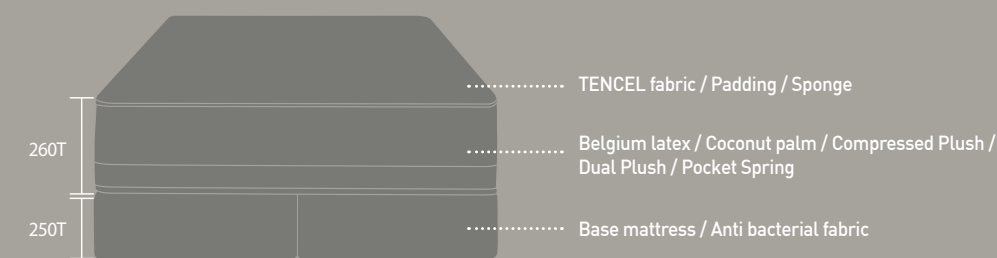 TENCEL fabric / Padding / Sponge
260T
Belgium latex / Coconut palm / Compressed Plush /
Dual Plush / Pocket Spring
250T
Base mattress / Anti bacterial fabric